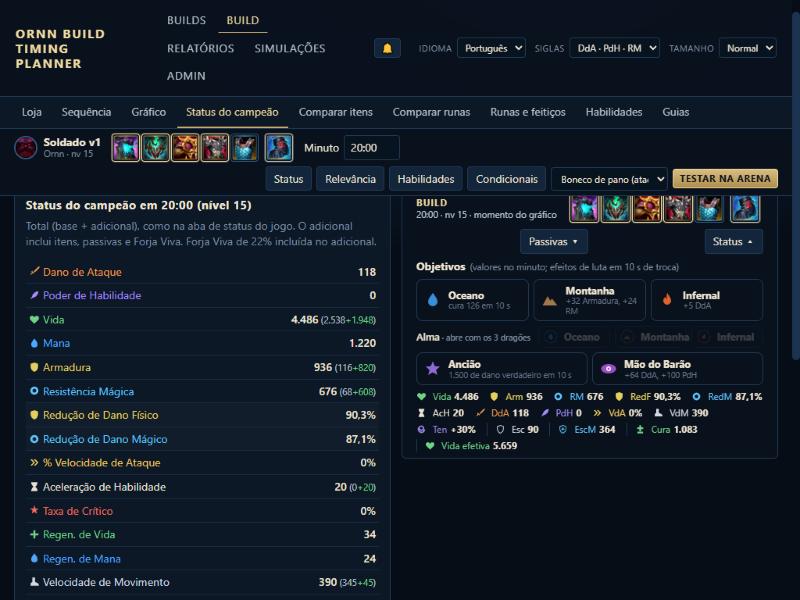 ORNN BUILD
TIMING
PLANNER
BUILDS BUILD
RELATÓRIOS SIMULAÇÕES
ADMIN
IDIOMA Português SIGLAS DdA · PdH · RM TAMANHO Normal
Loja Sequência Gráfico Status do campeão Comparar itens Comparar runas Runas e feitiços Habilidades Guias
Soldado v1
Ornn · nv 15
Minuto 20:00
Status Relevância Habilidades Condicionais Boneco de pano (ata TESTAR NA ARENA
Status do campeão em 20:00 (nível 15)
Total (base + adicional), como na aba de status do jogo. O adicional
inclui itens, passivas e Forja Viva. Forja Viva de 22% incluída no adicional.
Dano de Ataque 118
Poder de Habilidade 0
Vida 4.486 (2.538+1.948)
Mana 1.220
Armadura 936 (116+820)
Resistência Mágica 676 (68+608)
Redução de Dano Físico 90,3%
Redução de Dano Mágico 87,1%
% Velocidade de Ataque 0%
Aceleração de Habilidade 20 (0+20)
Taxa de Crítico 0%
Regen. de Vida 34
Regen. de Mana 24
Velocidade de Movimento 390 (345+45)
BUILD
20:00 · nv 15 · momento do gráfico
Passivas Status
Objetivos (valores no minuto; efeitos de luta em 10 s de troca)
Oceano
cura 126 em 10 s
Montanha
+32 Armadura, +24
RM
Infernal
+5 DdA
Alma · abre com os 3 dragões Oceano Montanha Infernal
Ancião
1.500 de dano verdadeiro em 10 s
Mão do Barão
+64 DdA, +100 PdH
Vida 4.486 Arm 936 RM 676 RedF 90,3% RedM 87,1%
AcH 20 DdA 118 PdH 0 VdA 0% VdM 390
Ten +30% Esc 90 EscM 364 Cura 1.083
Vida efetiva 5.659